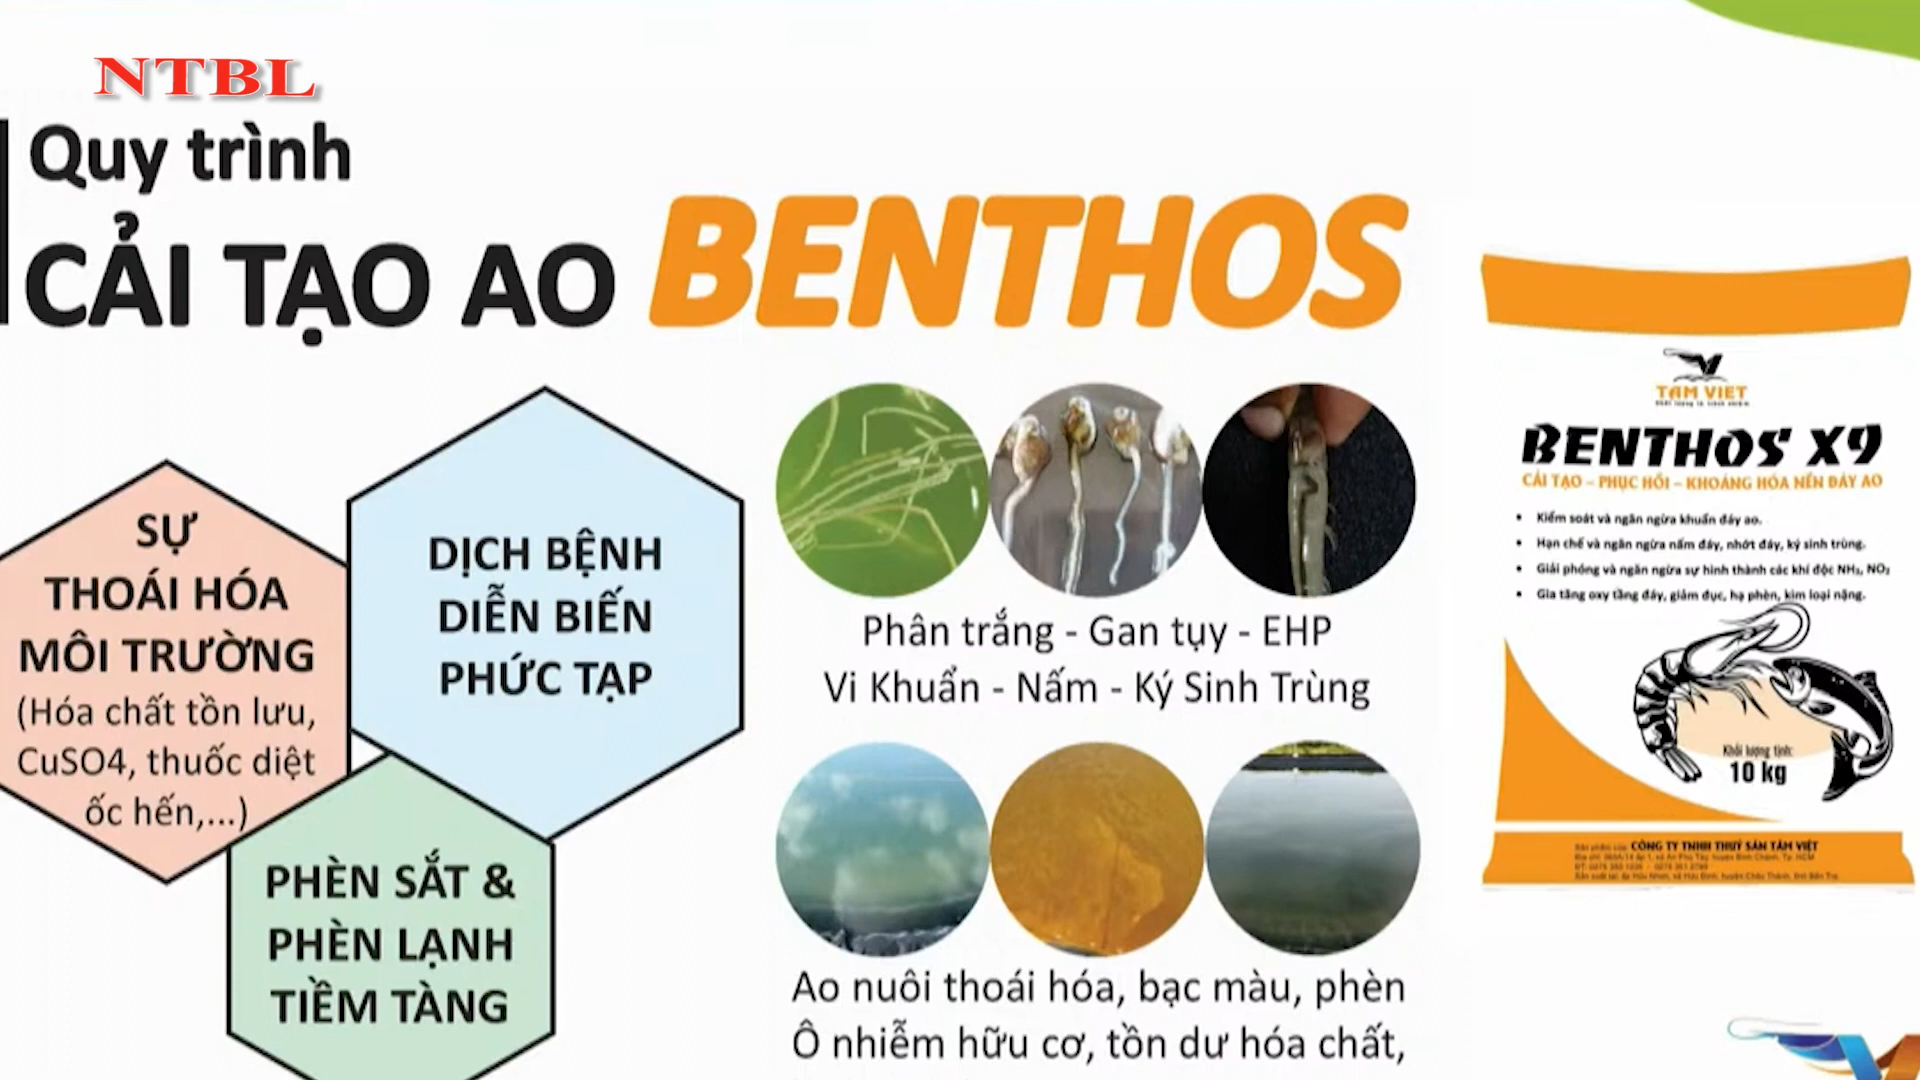 NTBL
Quy trình
CẢI TẠO AO BENTHOS
SỰ
THOÁI HÓA
MÔI TRƯỜNG
(Hóa chất tồn lưu,
CuSO4, thuốc diệt
ốc hến,...)
DỊCH BỆNH
DIỄN BIẾN
PHỨC TẠP
PHÈN SẮT &
PHÈN LẠNH
TIỀM TÀNG
Phân trắng - Gan tụy - EHP
Vi Khuẩn - Nấm - Ký Sinh Trùng
Ao nuôi thoái hóa, bạc màu, phèn
Ô nhiễm hữu cơ, tồn dư hóa chất,
TAM VIET
BENTHOS X9
CẢI TẠO – PHỤC HỒI – KHOÁNG HÓA NỀN ĐÁY AO
• Kiểm soát và ngăn ngừa khuẩn đáy ao.
• Hạn chế và ngăn ngừa nấm đáy, nhớt đáy, ký sinh trùng.
• Giải phóng và ngăn ngừa sự hình thành các khí độc NH₃, NO₂
• Gia tăng oxy tầng đáy, giảm đục, hạ phèn, kim loại nặng.
Khối lượng tịnh:
10 kg
Sản phẩm của: CÔNG TY TNHH THUỶ SẢN TÂM VIỆT